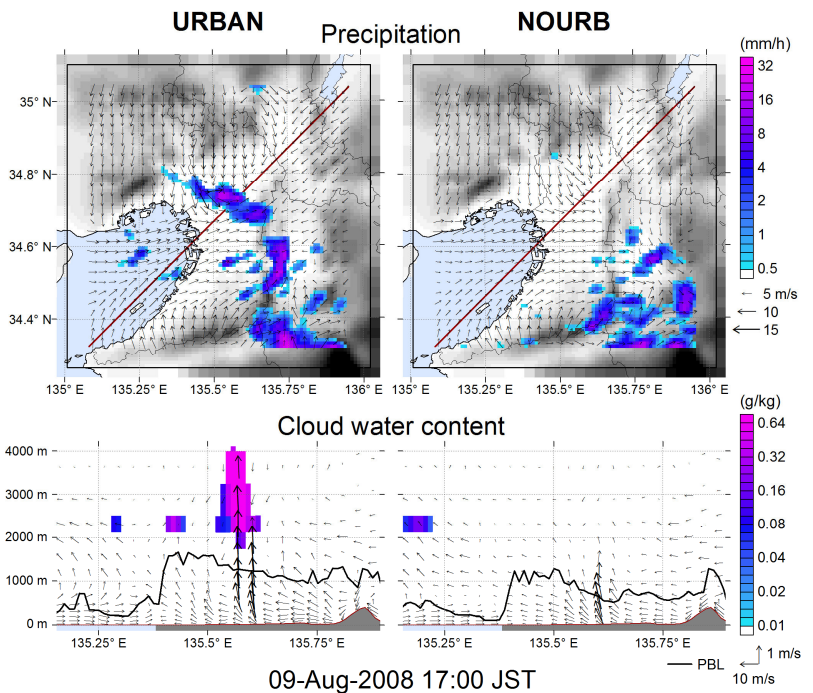 URBAN
NOURB
Precipitation
(mm/h)
35° N
34.8° N
34.6° N
34.4° N
32
16
8
4
2
1
0.5
5 m/s
10
15
135° E
135.25° E
135.5° E
135.75° E
136° E
135° E
135.25° E
135.5° E
135.75° E
136° E
Cloud water content
(g/kg)
4000 m
3000 m
2000 m
1000 m
0 m
0.64
0.32
0.16
0.08
0.04
0.02
0.01
135.25° E
135.5° E
135.75° E
135.25° E
135.5° E
135.75° E
PBL
1 m/s
10 m/s
09-Aug-2008 17:00 JST